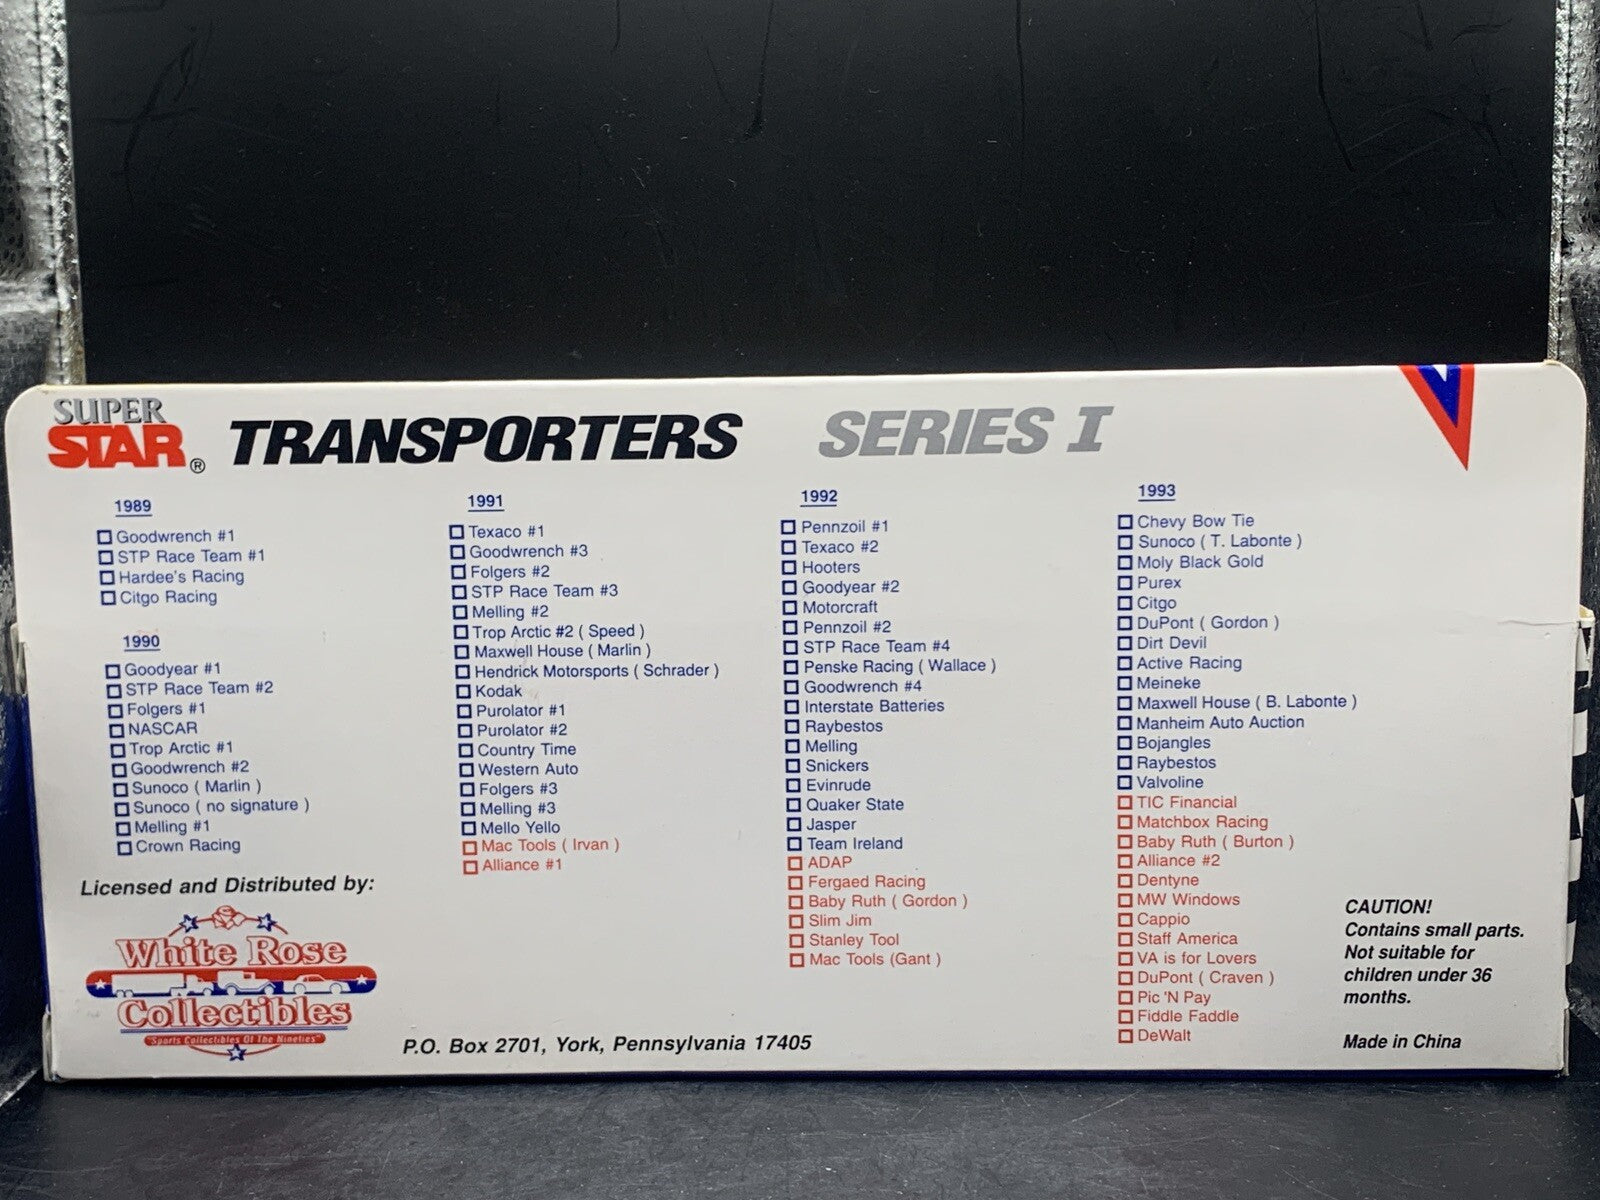 SUPER
STAR®
TRANSPORTERS SERIES I
1989
Goodwrench #1
STP Race Team #1
Hardee's Racing
Citgo Racing
1990
Goodyear #1
STP Race Team #2
Folgers #1
NASCAR
Trop Arctic #1
Goodwrench #2
Sunoco ( Marlin )
Sunoco ( no signature )
Melling #1
Crown Racing
Licensed and Distributed by:
White Rose
Collectibles
"Sports Collectibles Of The Nineties"
1991
Texaco #1
Goodwrench #3
Folgers #2
STP Race Team #3
Melling #2
Trop Arctic #2 ( Speed )
Maxwell House ( Marlin )
Hendrick Motorsports ( Schrader )
Kodak
Purolator #1
Purolator #2
Country Time
Western Auto
Folgers #3
Melling #3
Mello Yello
Mac Tools ( Irvan )
Alliance #1
1992
Pennzoil #1
Texaco #2
Hooters
Goodyear #2
Motorcraft
Pennzoil #2
STP Race Team #4
Penske Racing ( Wallace )
Goodwrench #4
Interstate Batteries
Raybestos
Melling
Snickers
Evinrude
Quaker State
Jasper
Team Ireland
ADAP
Fergaed Racing
Baby Ruth ( Gordon )
Slim Jim
Stanley Tool
Mac Tools (Gant )
1993
Chevy Bow Tie
Sunoco ( T. Labonte )
Moly Black Gold
Purex
Citgo
DuPont ( Gordon )
Dirt Devil
Active Racing
Meineke
Maxwell House ( B. Labonte )
Manheim Auto Auction
Bojangles
Raybestos
Valvoline
TIC Financial
Matchbox Racing
Baby Ruth ( Burton )
Alliance #2
Dentyne
MW Windows
Cappio
Staff America
VA is for Lovers
DuPont ( Craven )
Pic 'N Pay
Fiddle Faddle
DeWalt
CAUTION!
Contains small parts.
Not suitable for
children under 36
months.
Made in China
P.O. Box 2701, York, Pennsylvania 17405